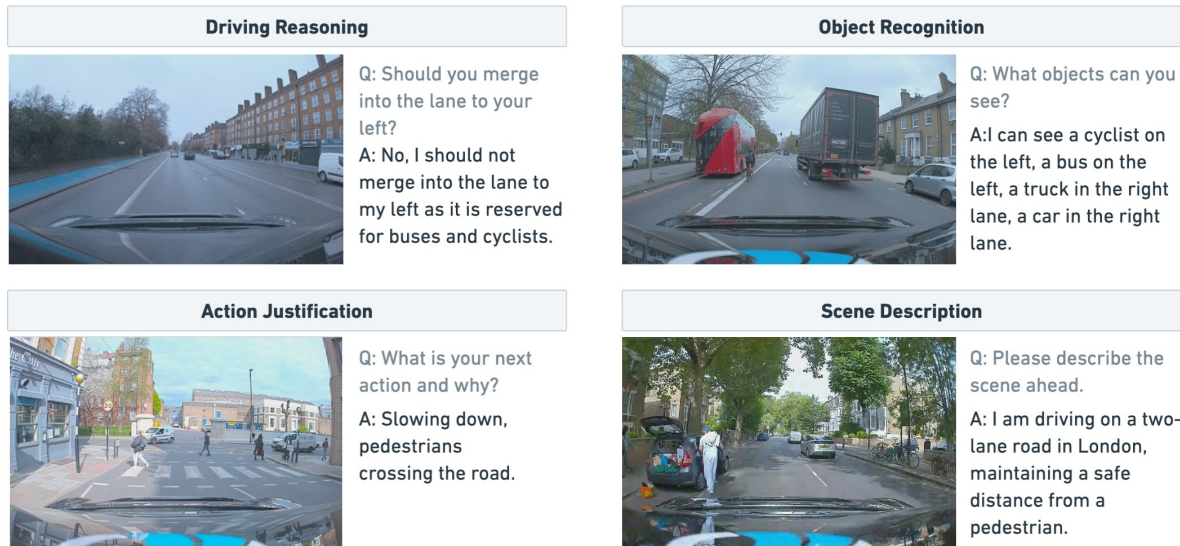 Driving Reasoning
Q: Should you merge
into the lane to your
left?
A: No, I should not
merge into the lane to
my left as it is reserved
for buses and cyclists.
Object Recognition
Q: What objects can you
see?
A:I can see a cyclist on
the left, a bus on the
left, a truck in the right
lane, a car in the right
lane.
Action Justification
The Cally
20
Q: What is your next
action and why?
A: Slowing down,
pedestrians
crossing the road.
Scene Description
Q: Please describe the
scene ahead.
A: I am driving on a two-
lane road in London,
maintaining a safe
distance from a
pedestrian.